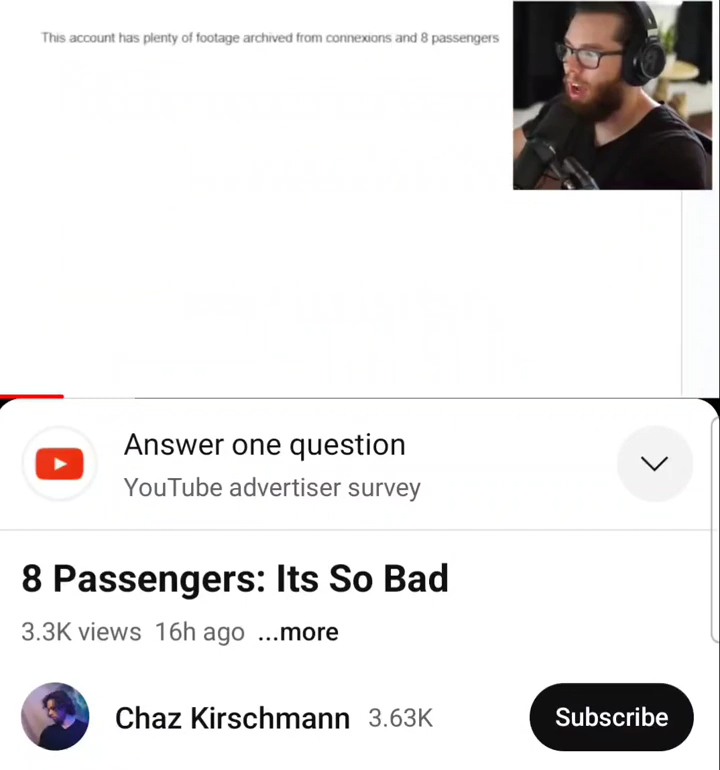 This account has plenty of footage archived from connexions and 8 passengers
Answer one question
YouTube advertiser survey
8 Passengers: Its So Bad
3.3K views 16h ago ...more
Chaz Kirschmann 3.63K
Subscribe